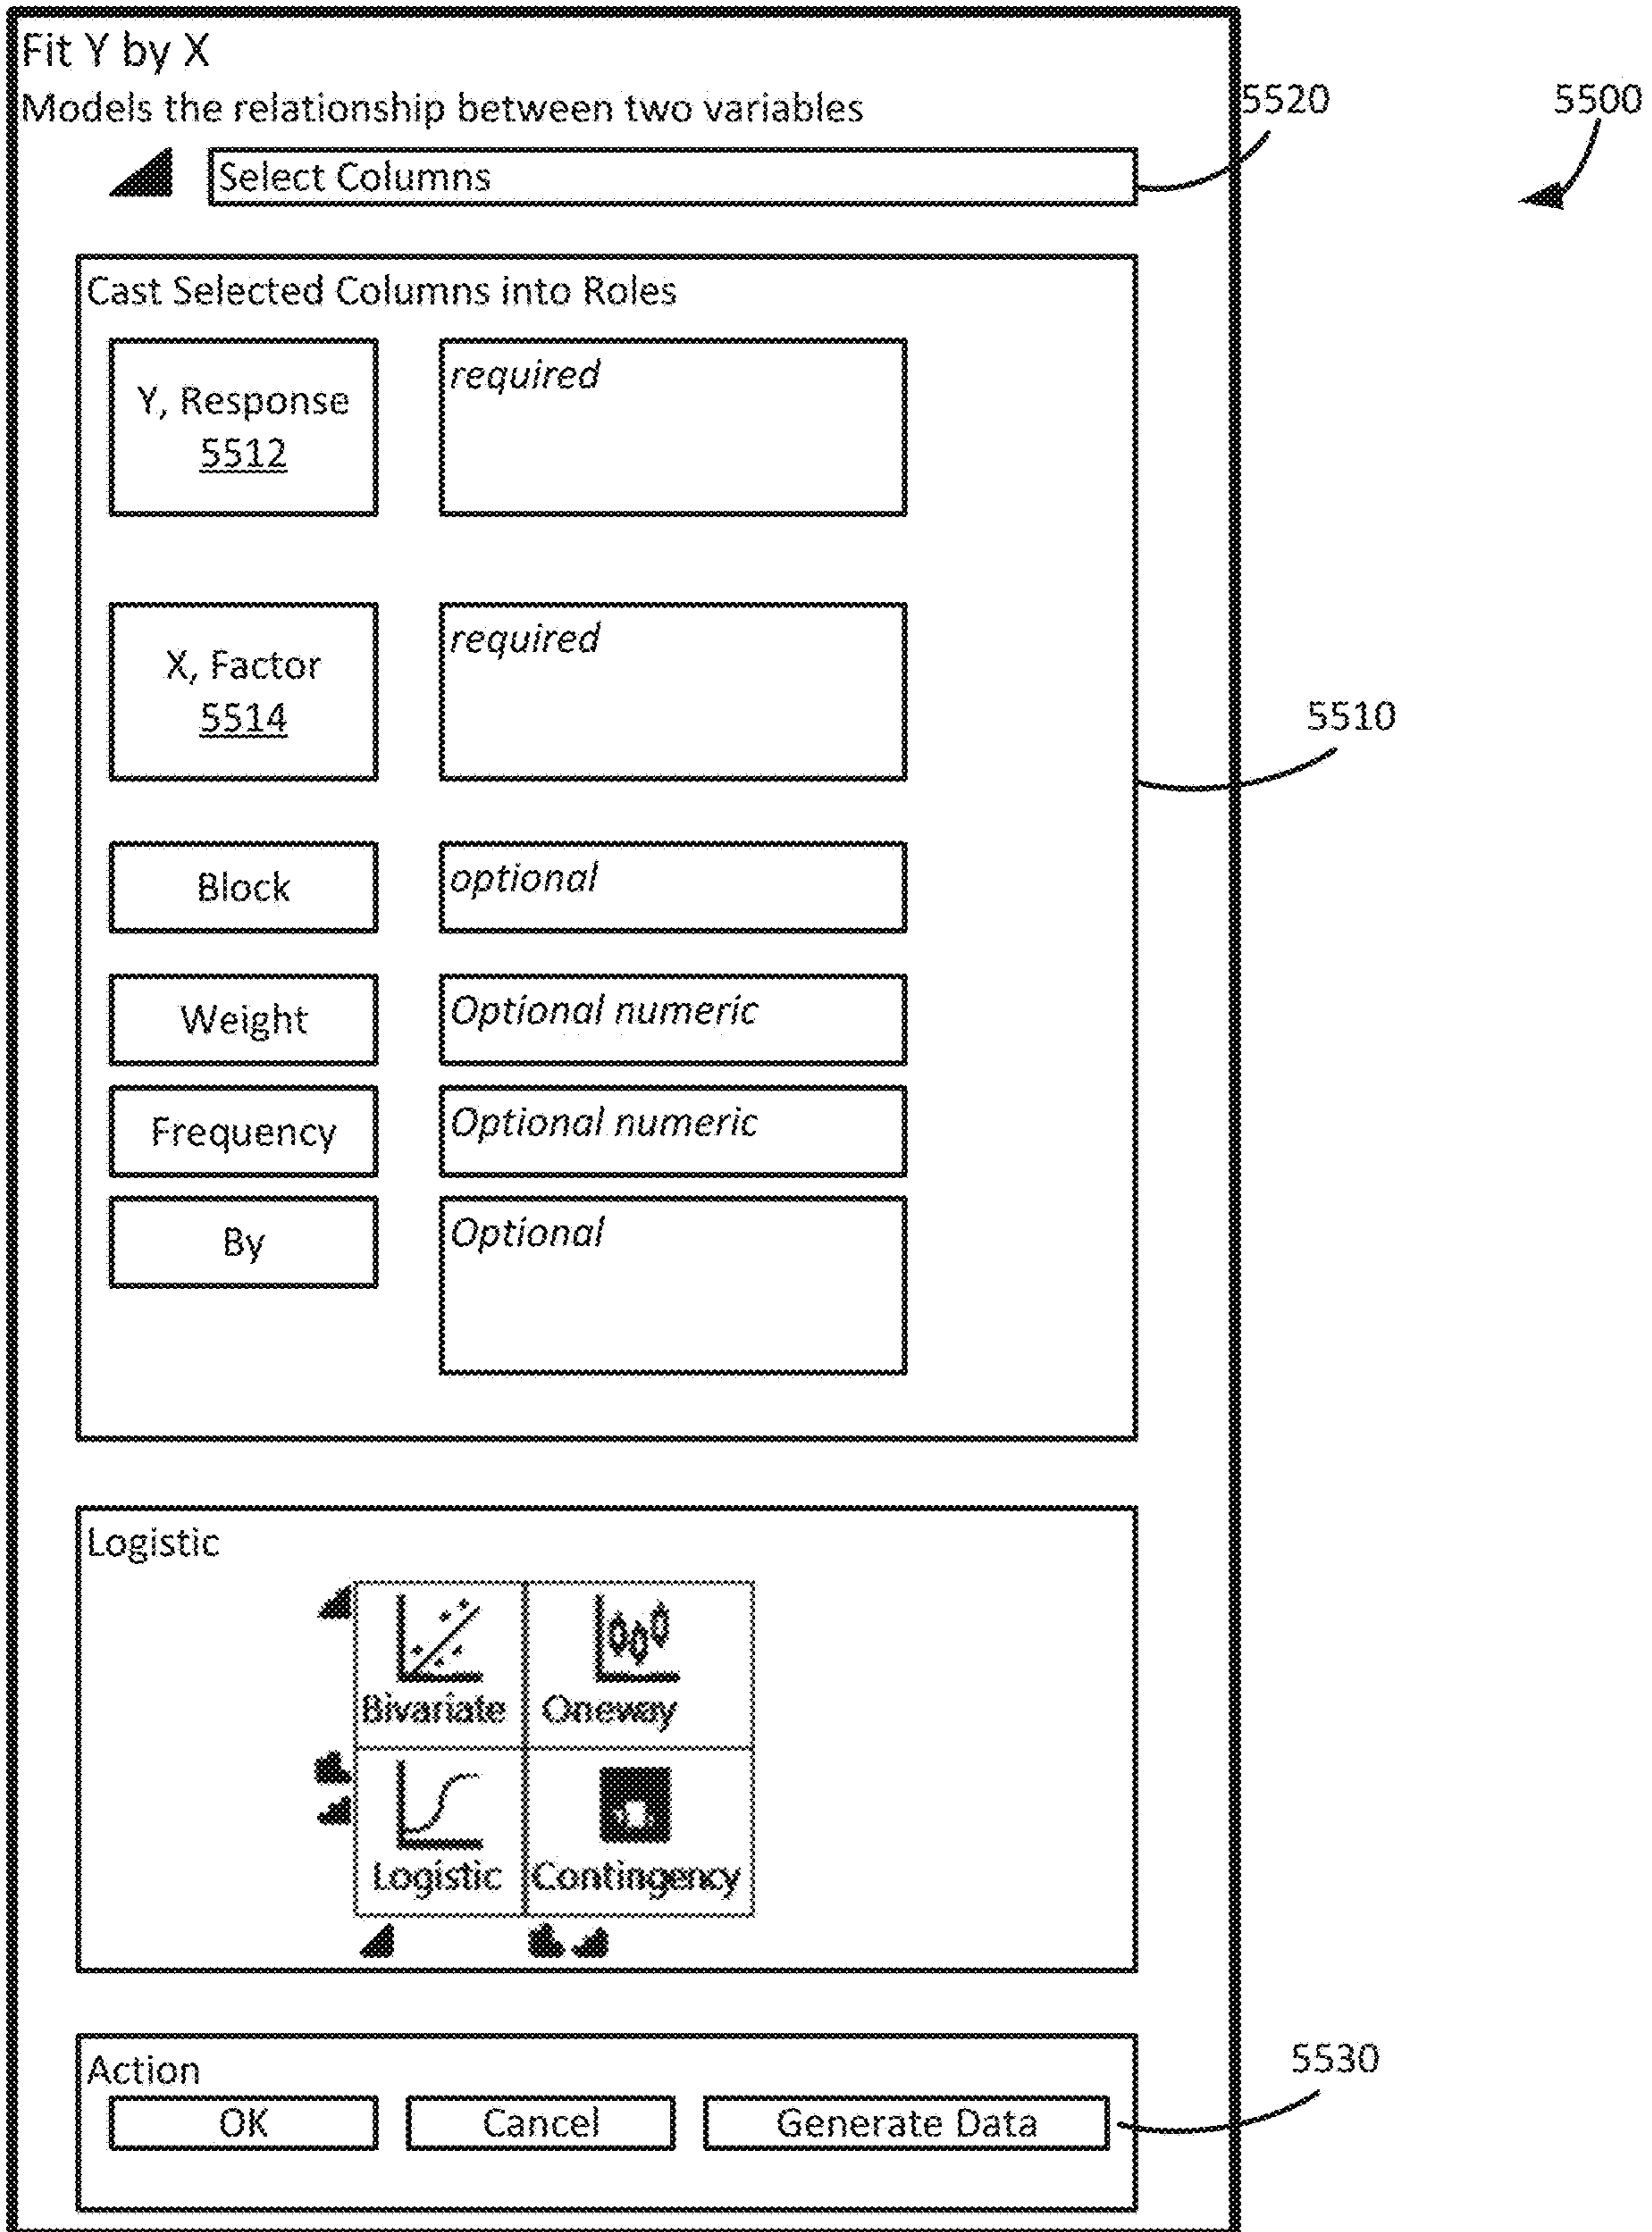 Fit Y by X
Models the relationship between two variables
5520
5500
Select Columns
Cast Selected Columns into Roles
Y, Response
5512
required
X, Factor
5514
required
5510
Block
optional
Weight
Optional numeric
Frequency
Optional numeric
By
Optional
Logistic
Bivariate
Oneway
Logistic
Contingency
Action
5530
OK
Cancel
Generate Data